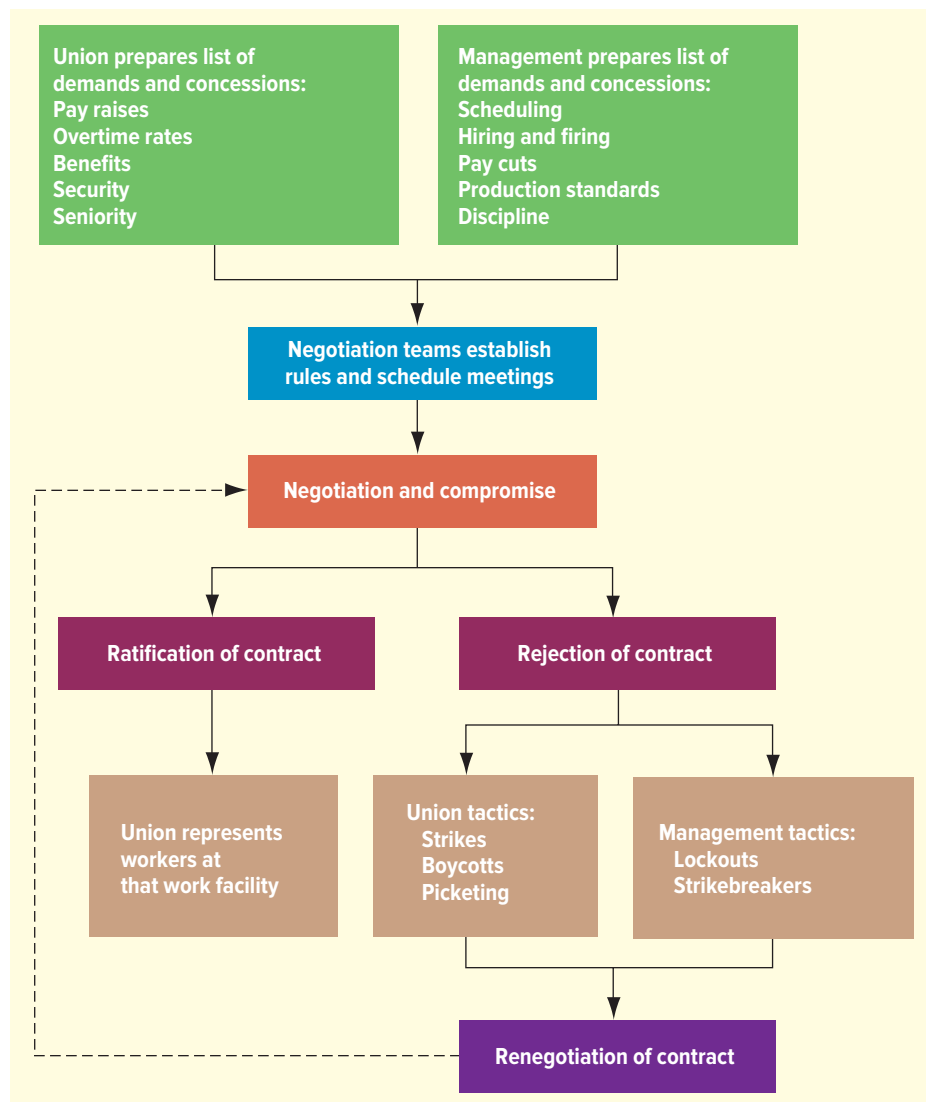 Union prepares list of
demands and concessions:
Pay raises
Overtime rates
Benefits
Security
Seniority
Management prepares list of
demands and concessions:
Scheduling
Hiring and firing
Pay cuts
Production standards
Discipline
Negotiation teams establish
rules and schedule meetings
Negotiation and compromise
Ratification of contract
Rejection of contract
Union represents
workers at
that work facility
Union tactics:
Strikes
Boycotts
Picketing
Management tactics:
Lockouts
Strikebreakers
Renegotiation of contract